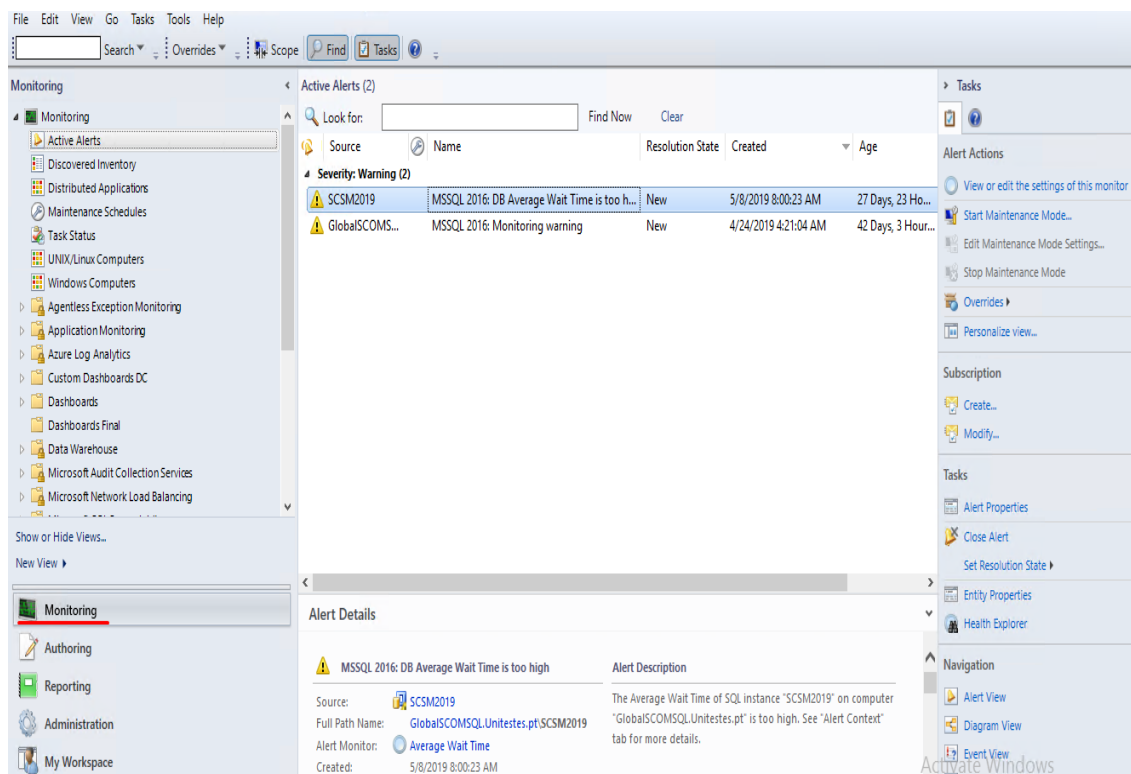 File Edit View Go Tasks Tools Help
Search Overrides Scope Find Tasks
Monitoring
Monitoring
Active Alerts
Discovered Inventory
Distributed Applications
Maintenance Schedules
Task Status
UNIX/Linux Computers
Windows Computers
Agentless Exception Monitoring
Application Monitoring
Azure Log Analytics
Custom Dashboards DC
Dashboards
Dashboards Final
Data Warehouse
Microsoft Audit Collection Services
Microsoft Network Load Balancing
Show or Hide Views...
New View
Monitoring
Authoring
Reporting
Administration
My Workspace
Active Alerts (2)
Look for: Find Now Clear
Source Name Resolution State Created Age
Severity: Warning (2)
SCSM2019 MSSQL 2016: DB Average Wait Time is too h... New 5/8/2019 8:00:23 AM 27 Days, 23 Ho...
GlobalSCOMS... MSSQL 2016: Monitoring warning New 4/24/2019 4:21:04 AM 42 Days, 3 Hour...
Alert Details
MSSQL 2016: DB Average Wait Time is too high
Source: SCSM2019
Full Path Name: GlobalSCOMSQL.Unitestes.pt\SCSM2019
Alert Monitor: Average Wait Time
Created: 5/8/2019 8:00:23 AM
Alert Description
The Average Wait Time of SQL instance "SCSM2019" on computer
"GlobalSCOMSQL.Unitestes.pt" is too high. See "Alert Context"
tab for more details.
Tasks
Alert Actions
View or edit the settings of this monitor
Start Maintenance Mode...
Edit Maintenance Mode Settings...
Stop Maintenance Mode
Overrides
Personalize view...
Subscription
Create...
Modify...
Tasks
Alert Properties
Close Alert
Set Resolution State
Entity Properties
Health Explorer
Navigation
Alert View
Diagram View
Event View
Activate Windows